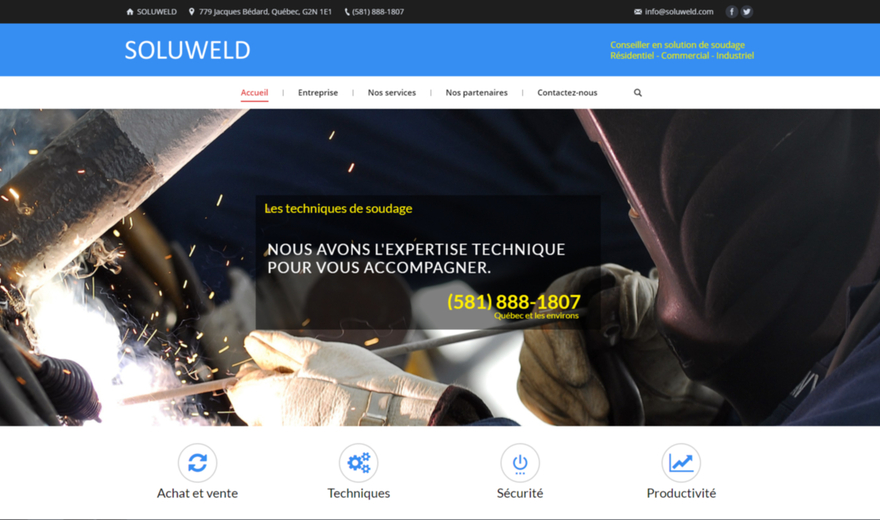 SOLUWELD
779 Jacques Bédard, Québec, G2N 1E1
(581) 888-1807
info@soluweld.com
SOLUWELD
Conseiller en solution de soudage
Résidentiel - Commercial - Industriel
Accueil
Entreprise
Nos services
Nos partenaires
Contactez-nous
Les techniques de soudage
NOUS AVONS L'EXPERTISE TECHNIQUE
POUR VOUS ACCOMPAGNER.
(581) 888-1807
Québec et les environs
Achat et vente
Techniques
Sécurité
Productivité